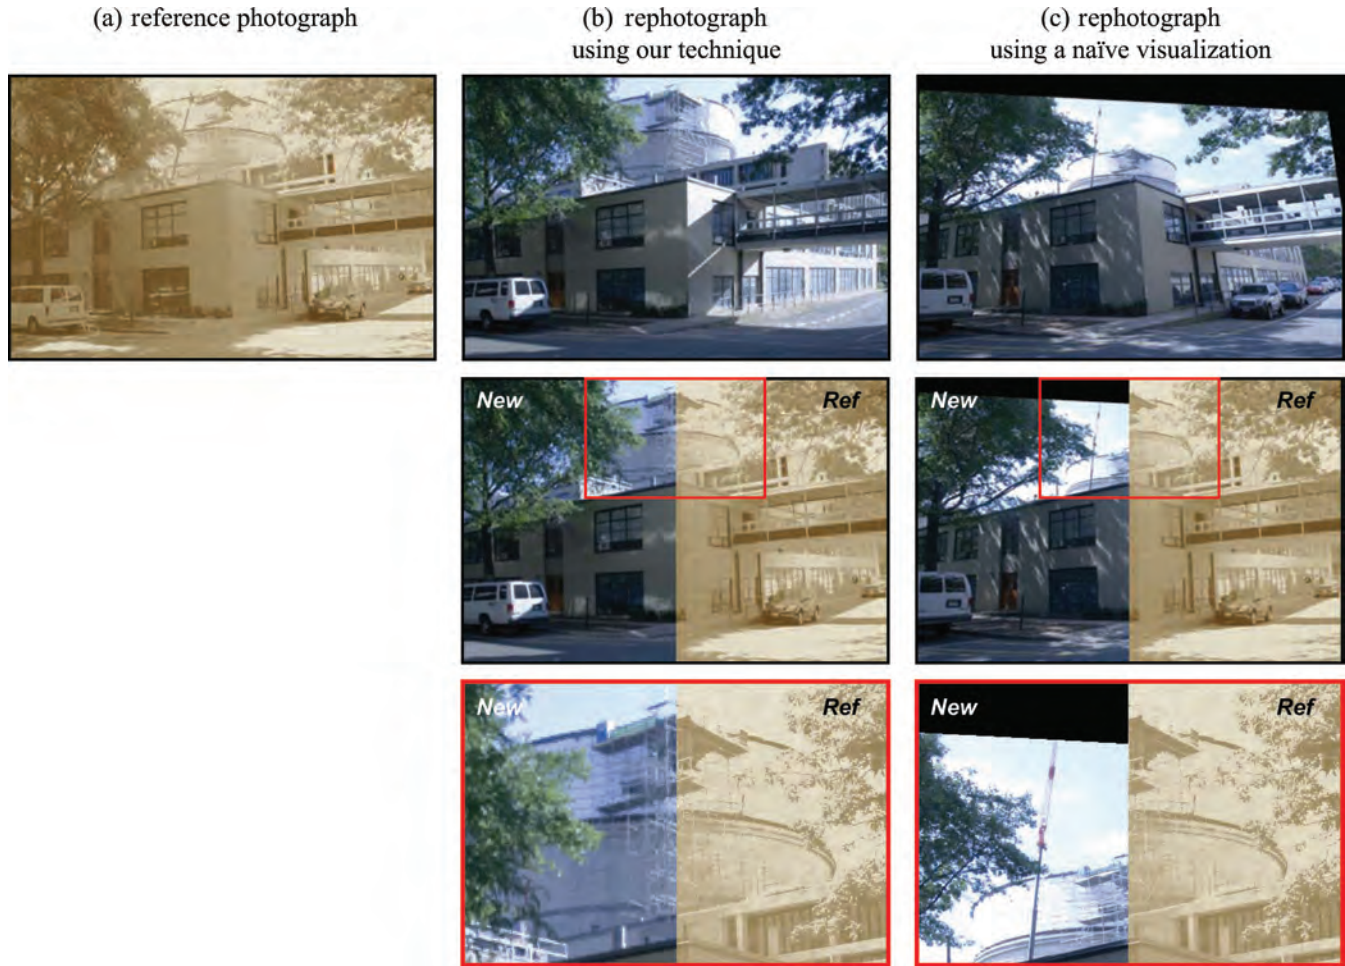 (a) reference photograph
(b) rephotograph
using our technique
(c) rephotograph
using a naïve visualization
New
Ref
New
Ref
New
Ref
New
Ref